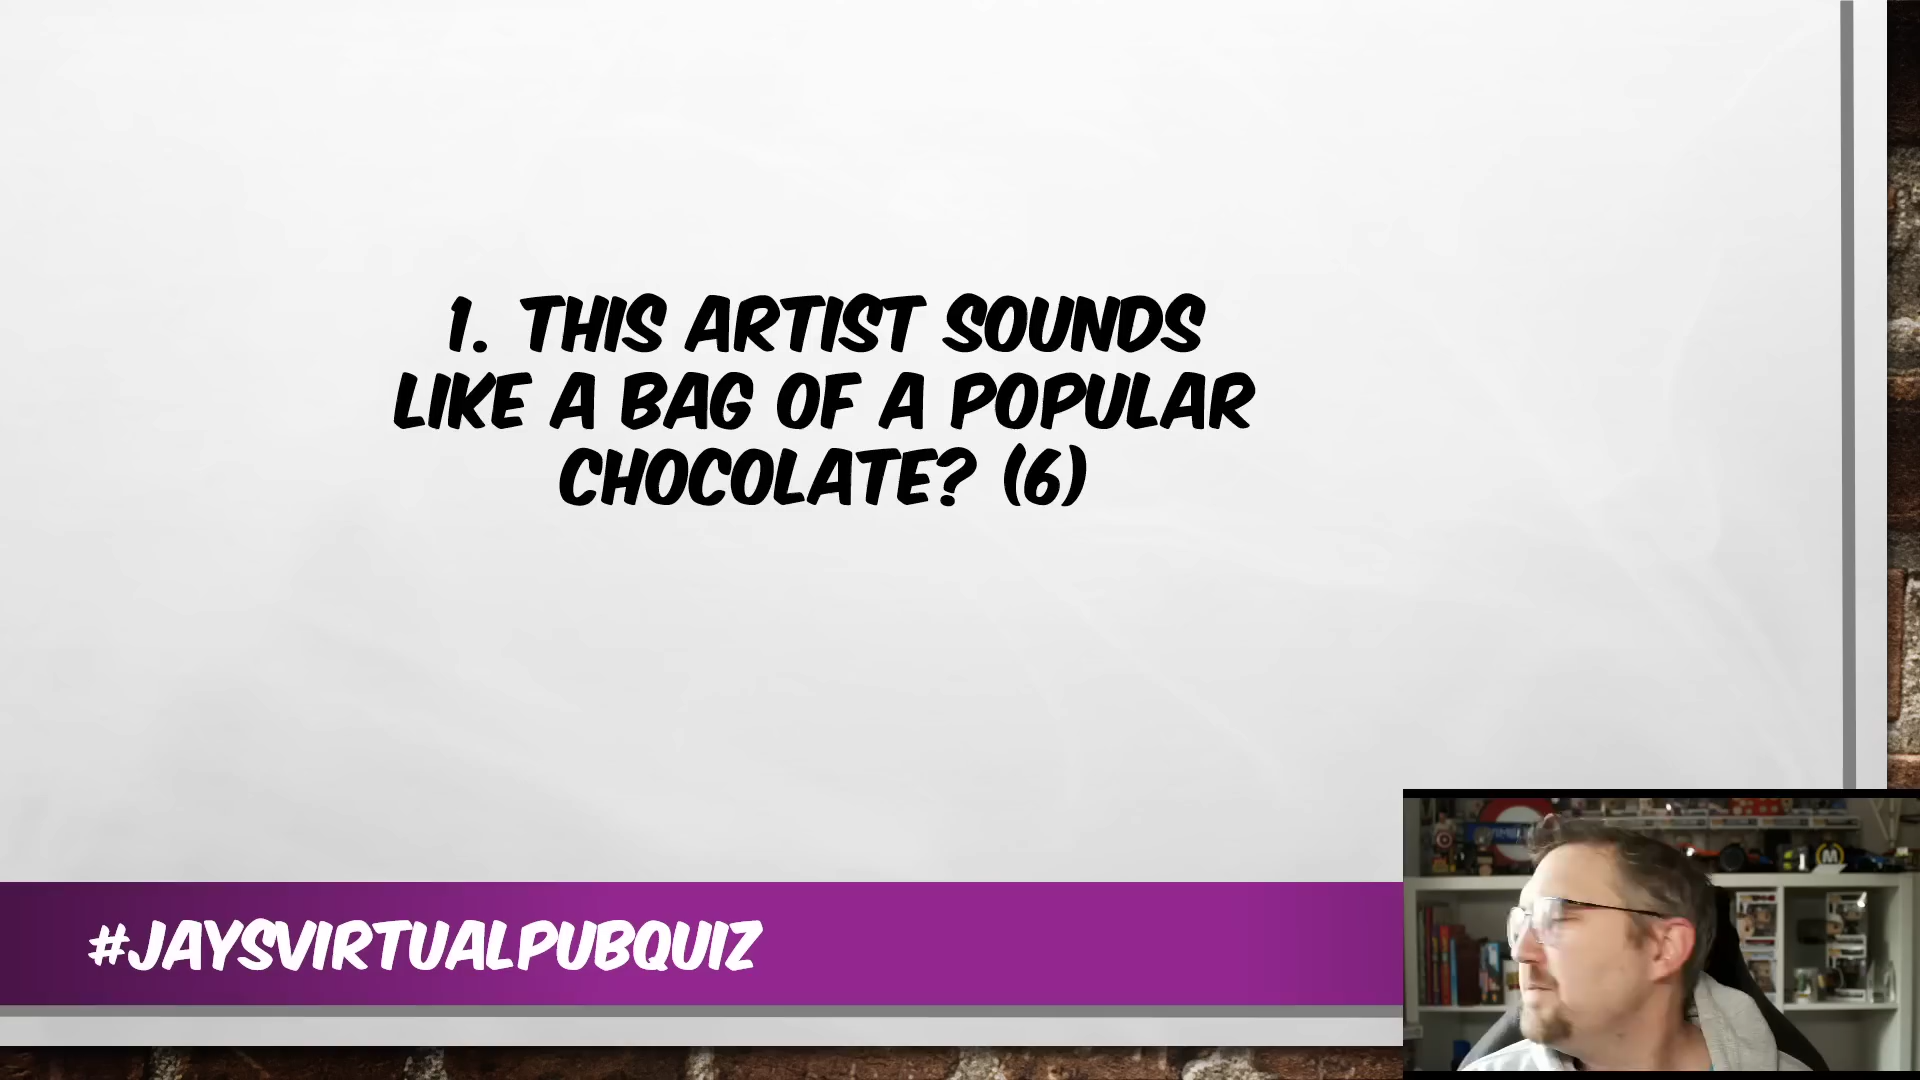 1. THIS ARTIST SOUNDS
LIKE A BAG OF A POPULAR
CHOCOLATE? (6)
#JAYSVIRTUALPUBQUIZ